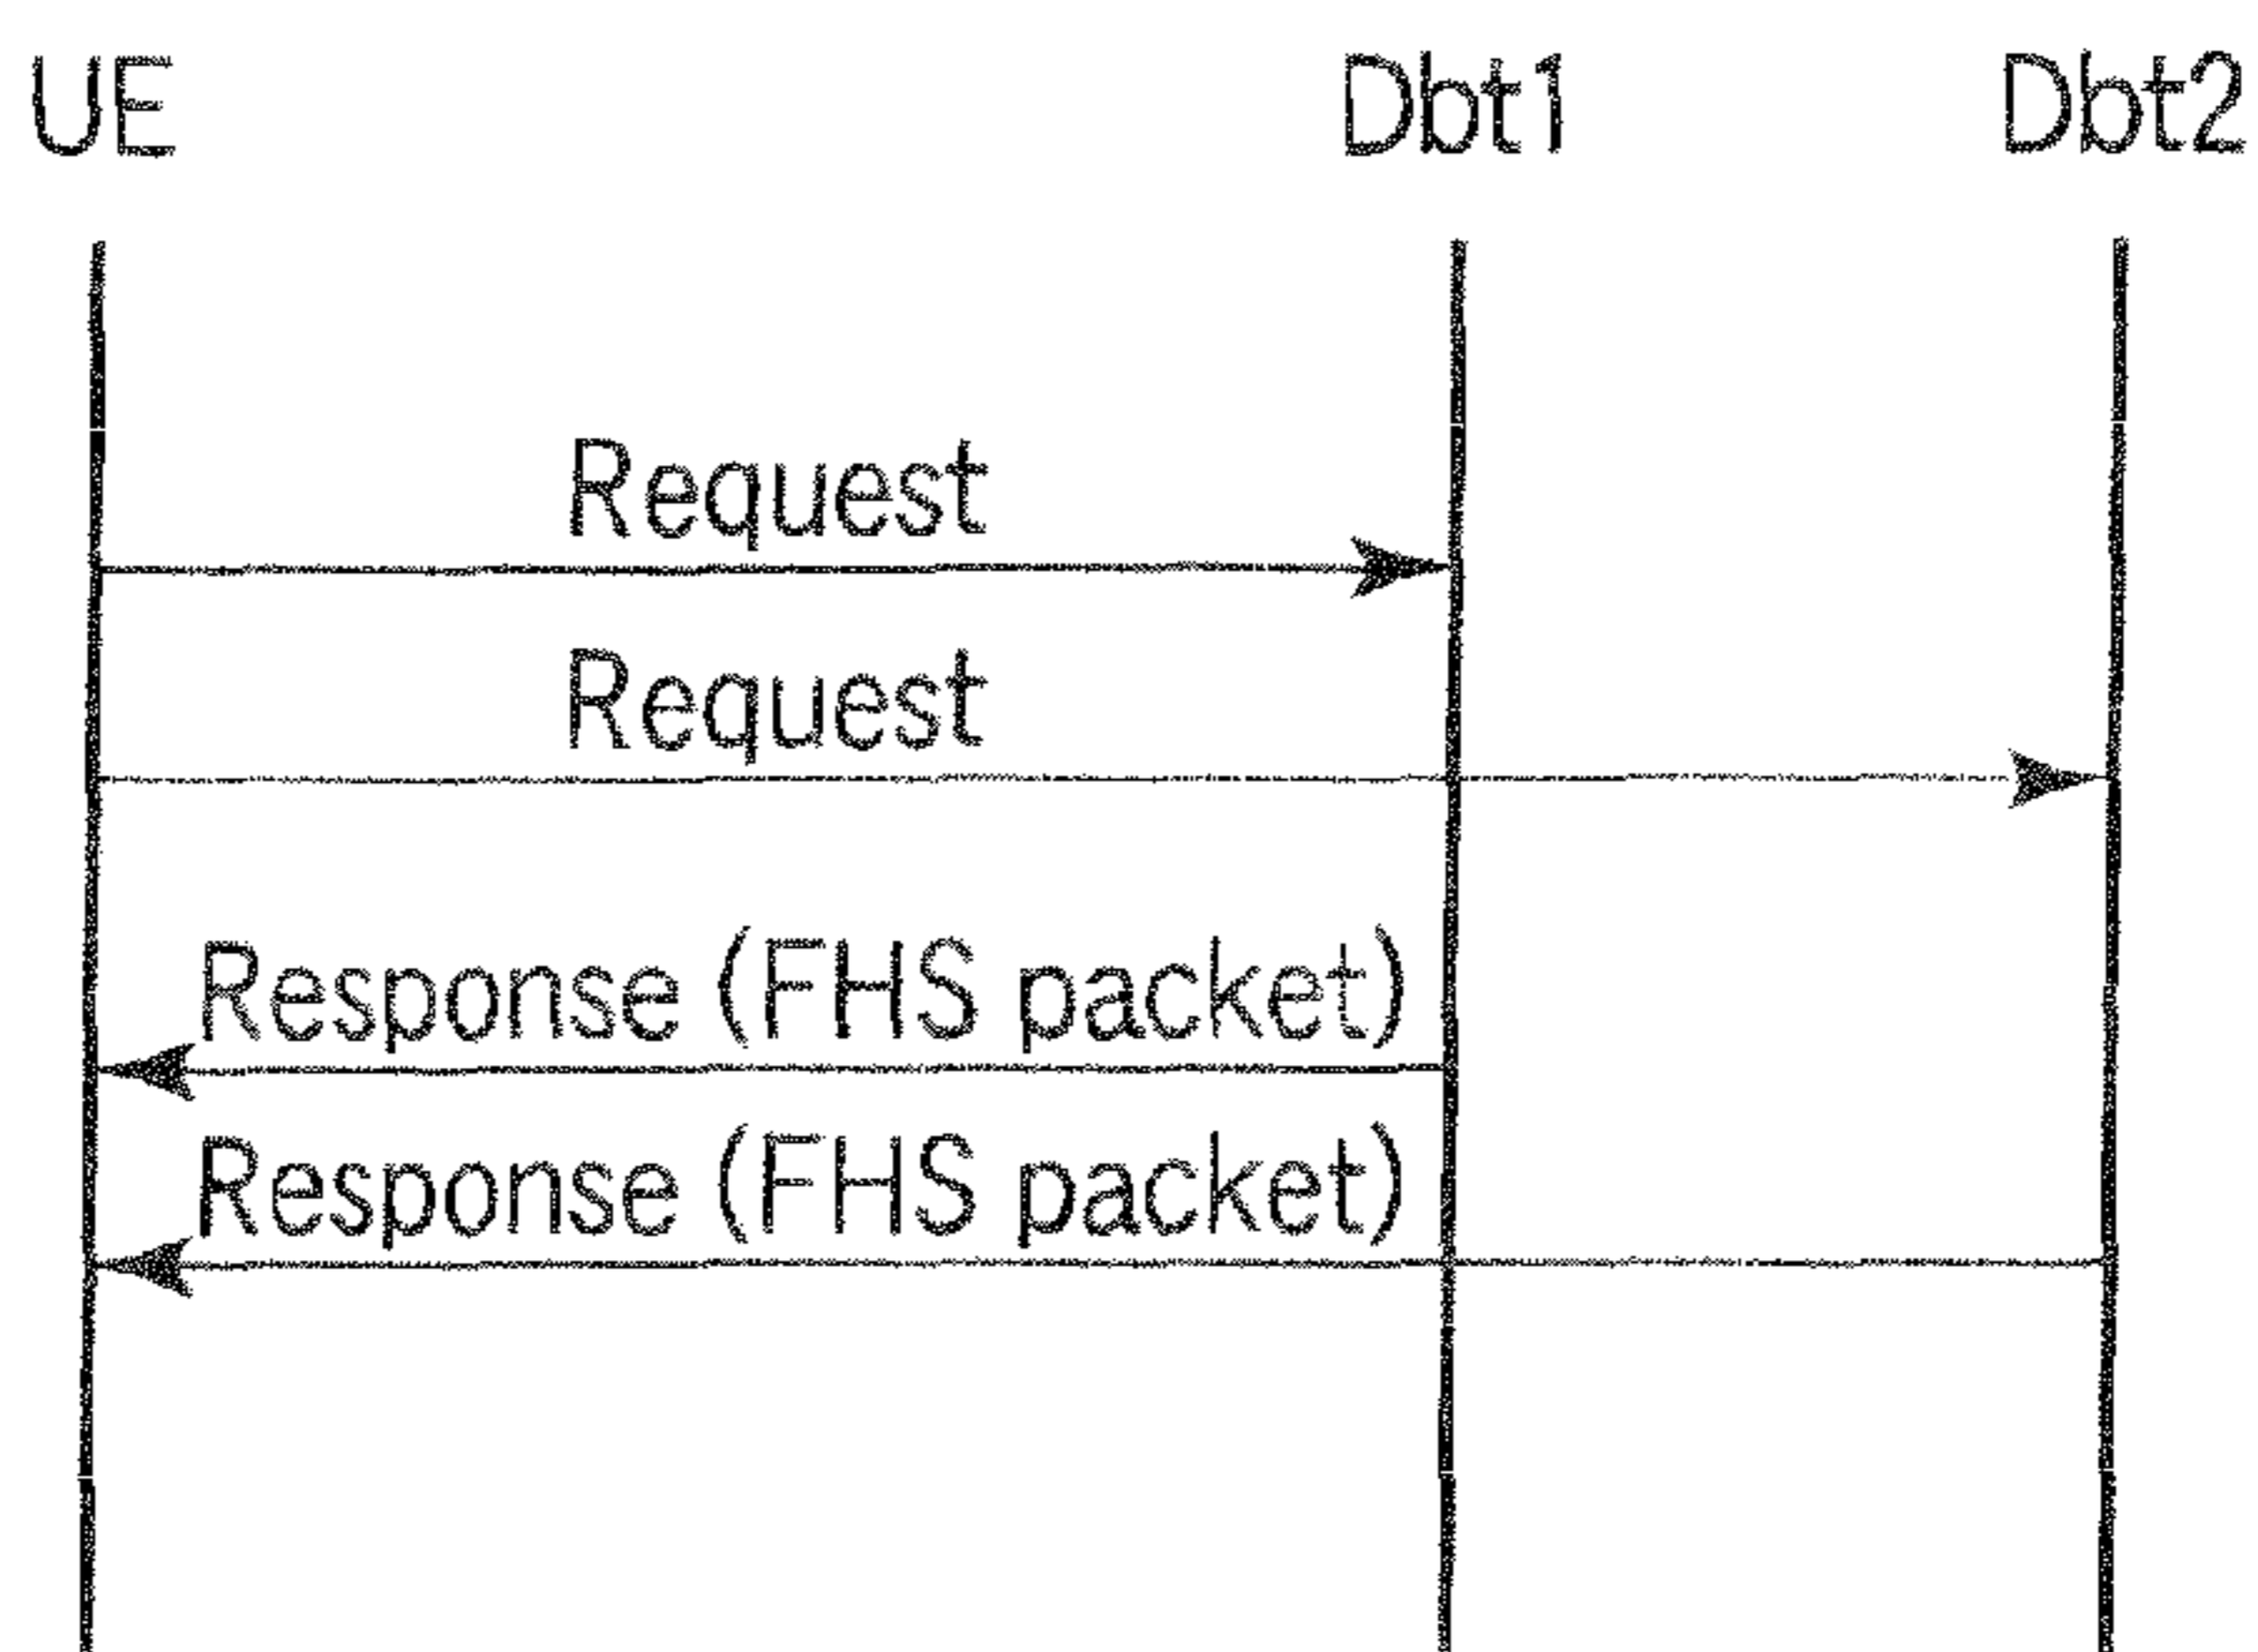 UE Dbt1 Dbt2
Request
Request
Response (FHS packet)
Response (FHS packet)